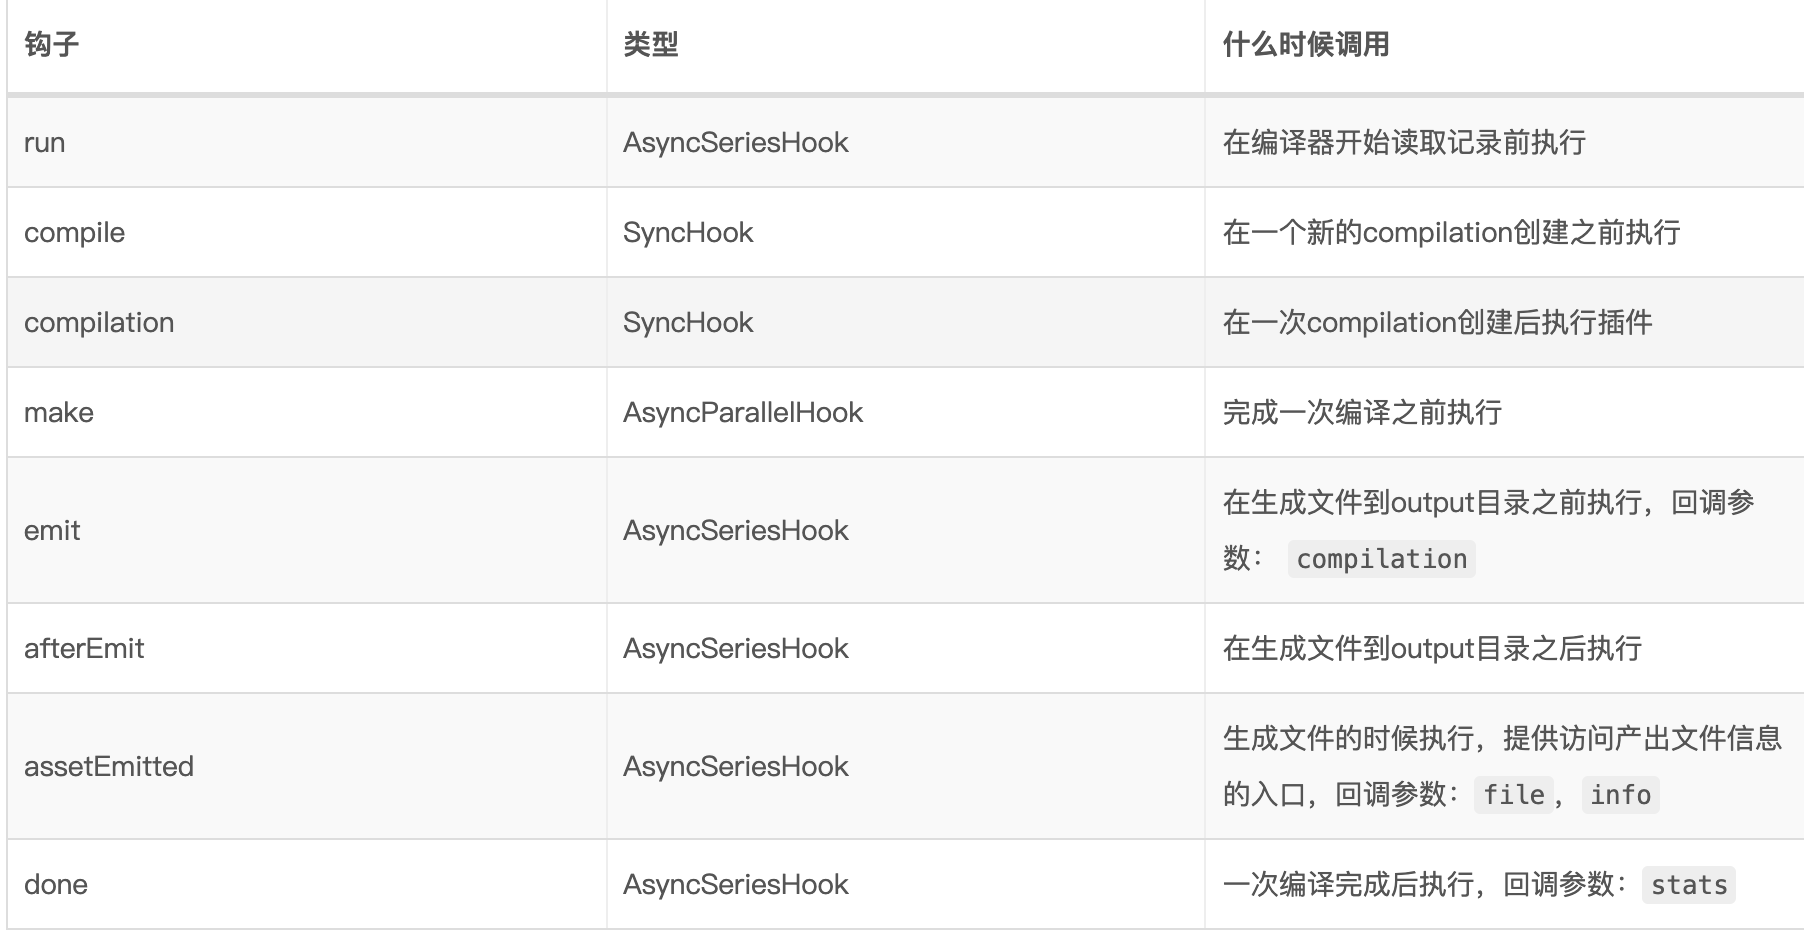 钩子 类型 什么时候调用
run AsyncSeriesHook 在编译器开始读取记录前执行
compile SyncHook 在一个新的compilation创建之前执行
compilation SyncHook 在一次compilation创建后执行插件
make AsyncParallelHook 完成一次编译之前执行
emit AsyncSeriesHook 在生成文件到output目录之前执行，回调参
数： compilation
afterEmit AsyncSeriesHook 在生成文件到output目录之后执行
assetEmitted AsyncSeriesHook 生成文件的时候执行，提供访问产出文件信息
的入口，回调参数：file，info
done AsyncSeriesHook 一次编译完成后执行，回调参数：stats